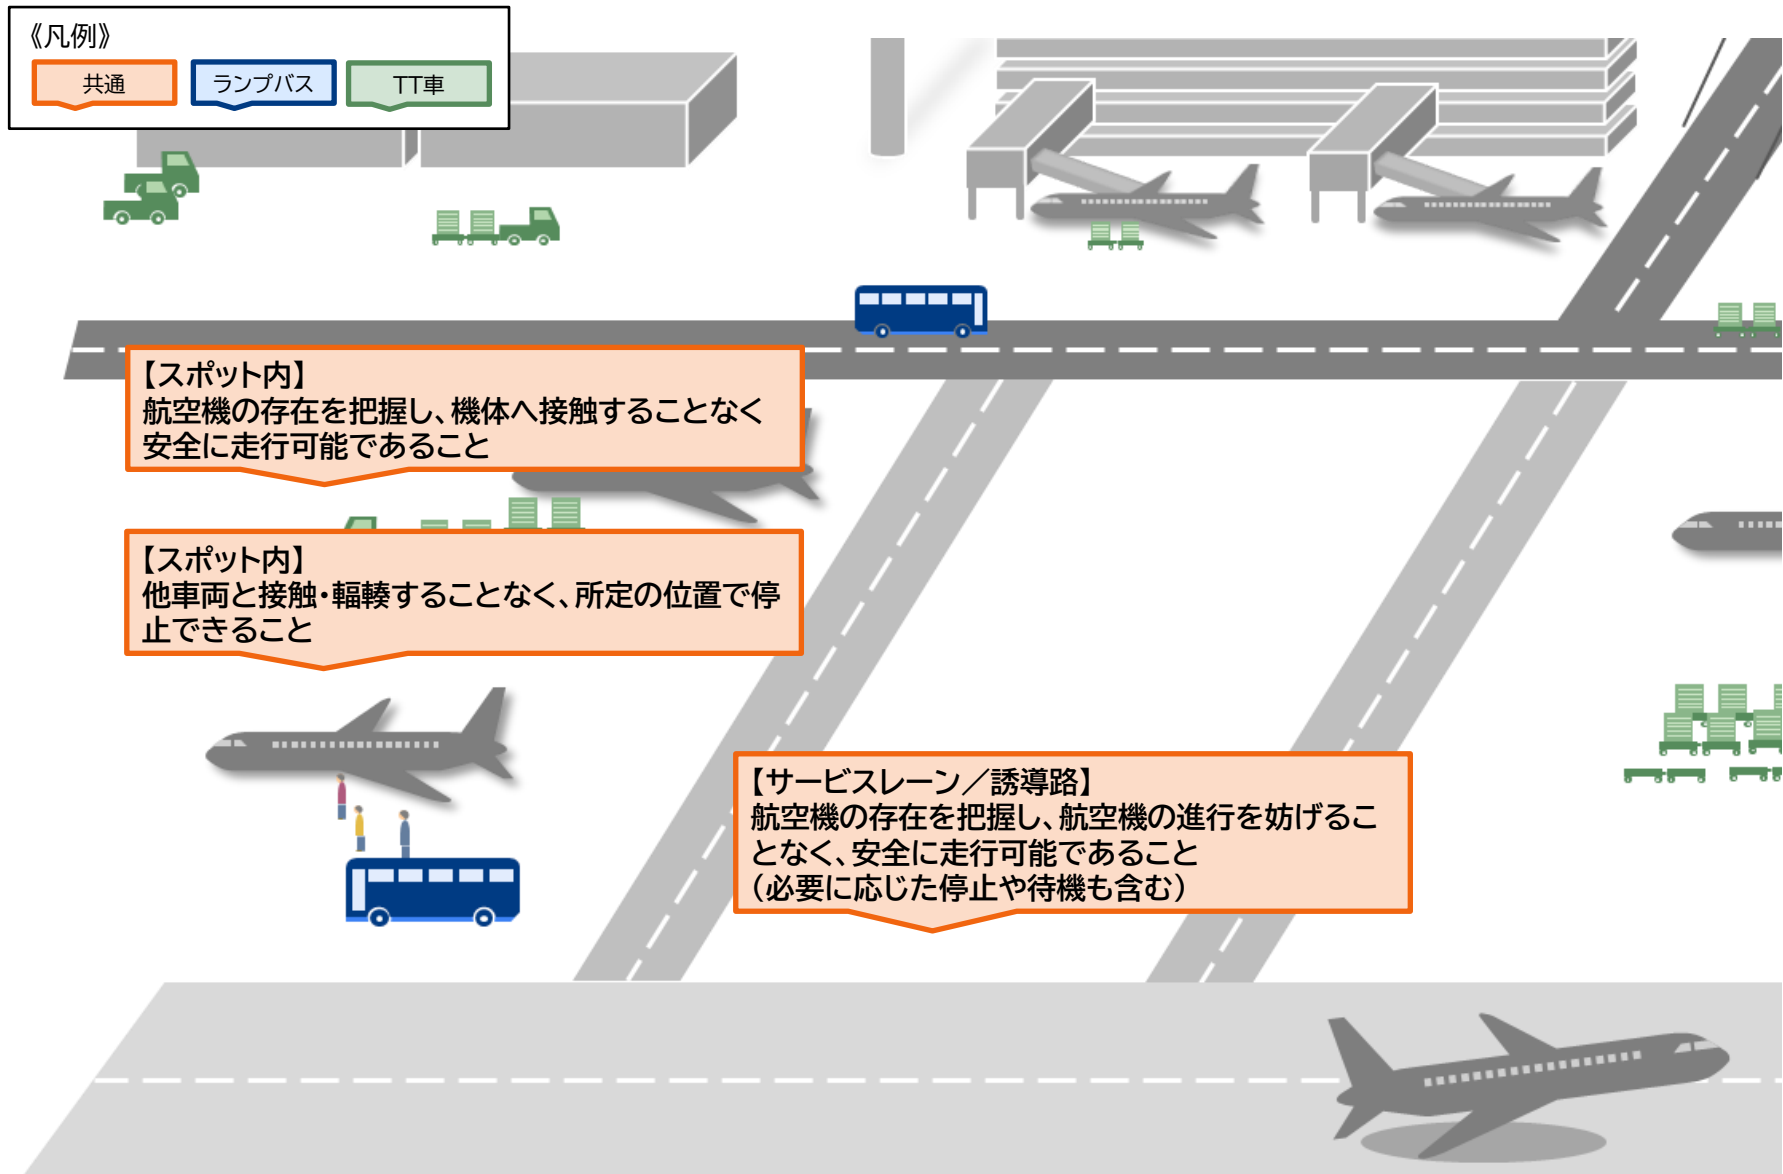 《凡例》
共通
ランプバス
TT車
【スポット内】
航空機の存在を把握し、機体へ接触することなく
安全に走行可能であること
【スポット内】
他車両と接触・輻輳することなく、所定の位置で停
止できること
【サービスレーン／誘導路】
航空機の存在を把握し、航空機の進行を妨げるこ
となく、安全に走行可能であること
（必要に応じた停止や待機も含む）